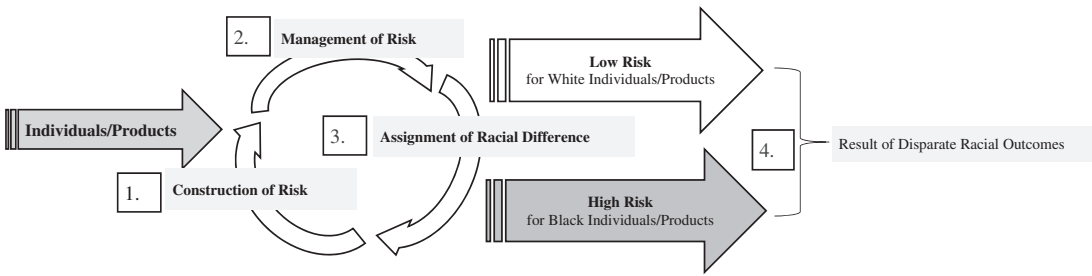 2.
Management of Risk
Low Risk
for White Individuals/Products
Individuals/Products
3.
Assignment of Racial Difference
4.
Result of Disparate Racial Outcomes
1.
Construction of Risk
High Risk
for Black Individuals/Products